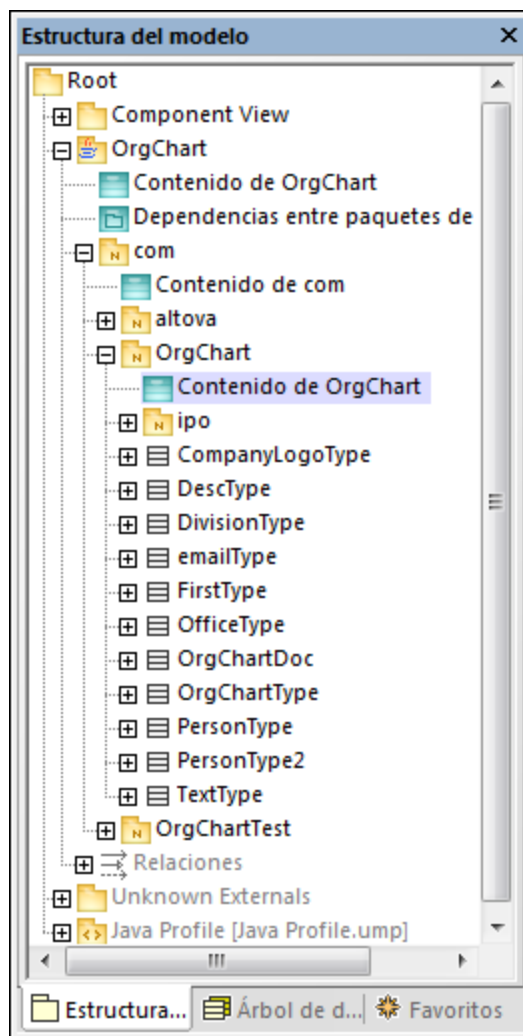 Estructura del modelo
Root
Component View
OrgChart
Contenido de OrgChart
Dependencias entre paquetes de
com
Contenido de com
altova
OrgChart
Contenido de OrgChart
ipo
CompanyLogoType
DescType
DivisionType
emailType
FirstType
OfficeType
OrgChartDoc
OrgChartType
PersonType
PersonType2
TextType
OrgChartTest
Relaciones
Unknown Externals
Java Profile [Java Profile.ump]
Estructura... Árbol de d... Favoritos